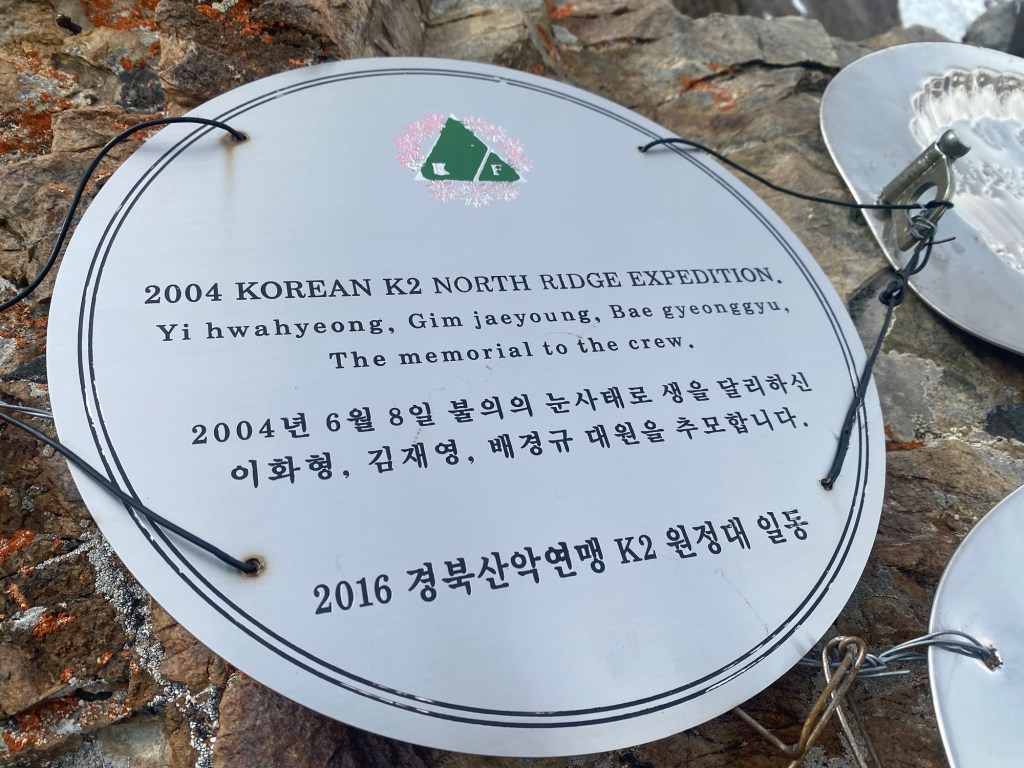 K F
2004 KOREAN K2 NORTH RIDGE EXPEDITION.
Yi hwahyeong, Gim jaeyoung, Bae gyeonggyu,
The memorial to the crew.
2004년 6월 8일 불의의 눈사태로 생을 달리하신
이화형, 김재영, 배경규 대원을 추모합니다.
2016 경북산악연맹 K2 원정대 일동